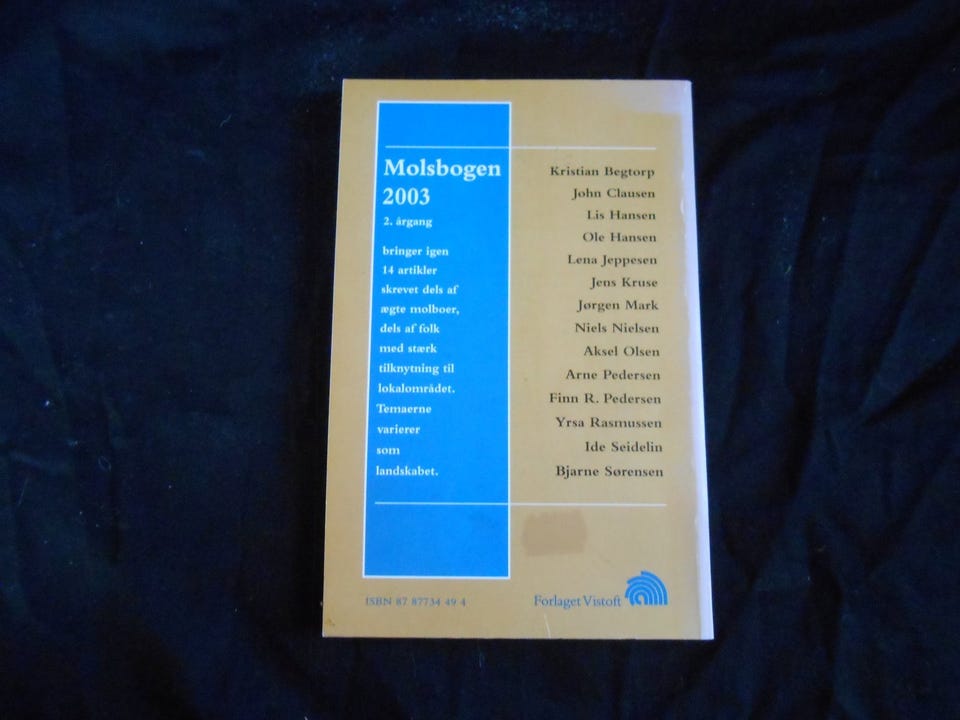 Molsbogen
2003
2. årgang
bringer igen
14 artikler
skrevet dels af
ægte molboer,
dels af folk
med stærk
tilknytning til
lokalområdet.
Temaerne
varierer
som
landskabet.
Kristian Begtorp
John Clausen
Lis Hansen
Ole Hansen
Lena Jeppesen
Jens Kruse
Jørgen Mark
Niels Nielsen
Aksel Olsen
Arne Pedersen
Finn R. Pedersen
Yrsa Rasmussen
Ide Seidelin
Bjarne Sørensen
ISBN 87 87734 49 4
Forlaget Vistoft